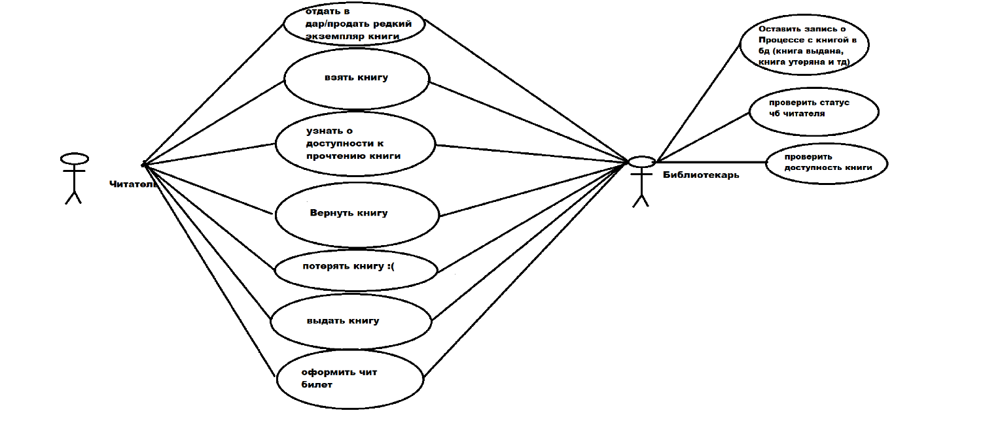 отдать в
дар/продать редкий
экземпляр книги
взять книгу
узнать о
доступности к
прочтению книги
Читатель
Вернуть книгу
потерять книгу :(
выдать книгу
оформить чит
билет
Библиотекарь
Оставить запись о
Процессе с книгой в
бд (книга выдана,
книга утеряна и тд)
проверить статус
чб читателя
проверить
доступность книги